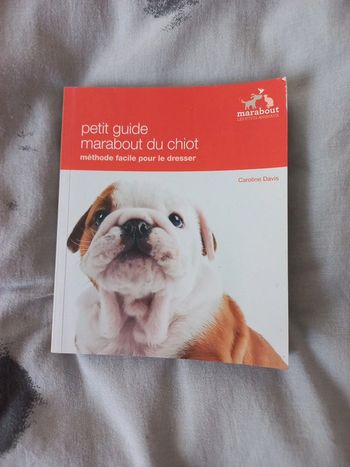 marabout
petit guide
marabout du chiot
méthode facile pour le dresser
Caroline Davis